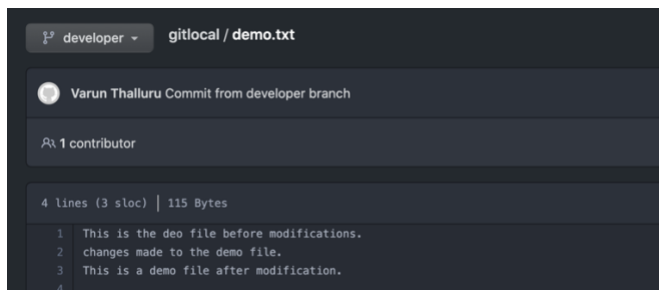 developer gitlocal / demo.txt
Varun Thalluru Commit from developer branch
1 contributor
4 lines (3 sloc) | 115 Bytes
1 This is the deo file before modifications.
2 changes made to the demo file.
3 This is a demo file after modification.
4